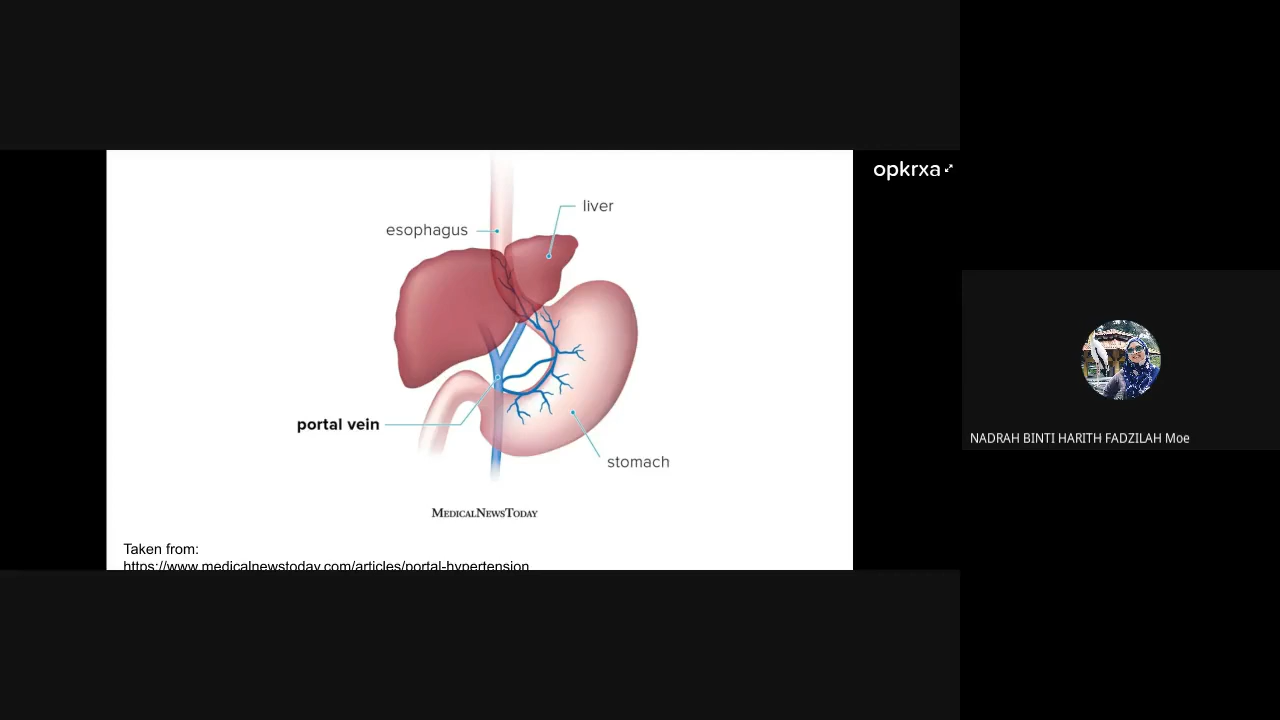 opkrxa
liver
esophagus
portal vein
stomach
MEDICALNEWSTODAY
Taken from:
https://www.medicalnewstoday.com/articles/portal-hypertension
NADRAH BINTI HARITH FADZILAH Moe